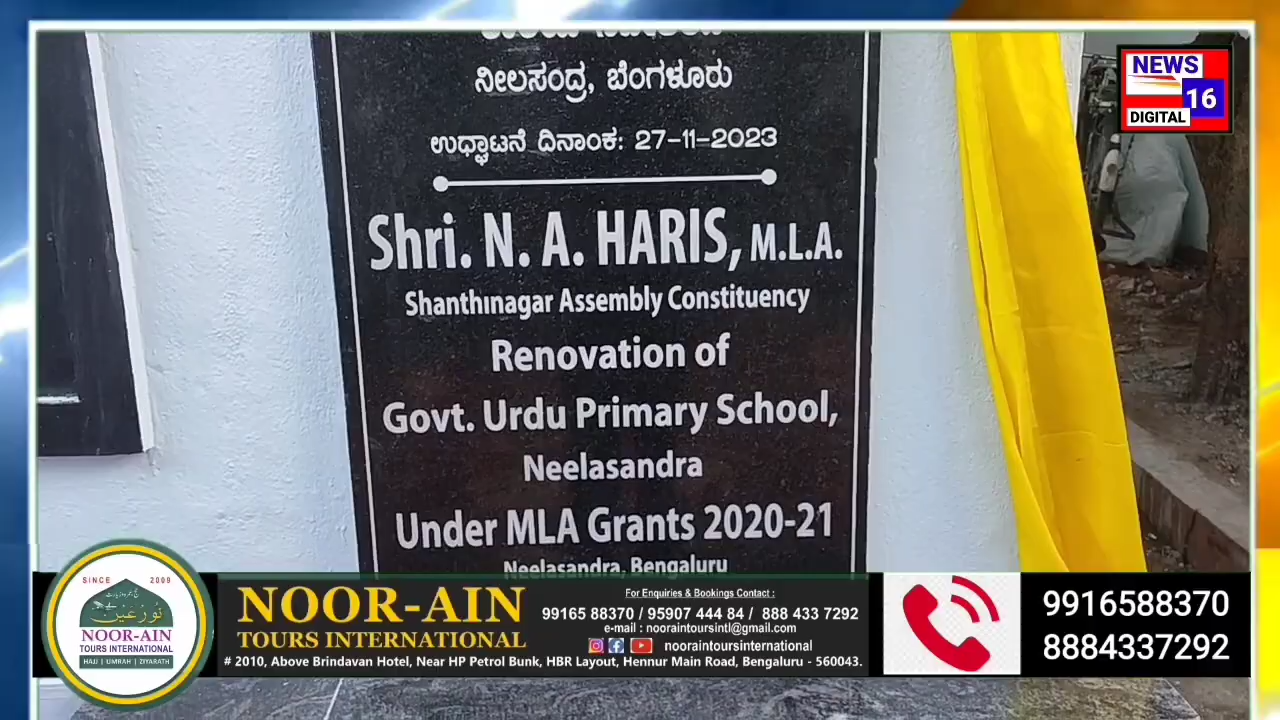 ನೀಲಸಂದ್ರ, ಬೆಂಗಳೂರು
ಉಧ್ಘಾಟನೆ ದಿನಾಂಕ: 27-11-2023
Shri. N. A. HARIS, M.L.A.
Shanthinagar Assembly Constituency
Renovation of
Govt. Urdu Primary School,
Neelasandra
Under MLA Grants 2020-21
Neelasandra, Bengaluru
NEWS
16
DIGITAL
SINCE 2009
نور عين
NOOR-AIN
TOURS INTERNATIONAL
HAJJ | UMRAH | ZIYARATH
NOOR-AIN
TOURS INTERNATIONAL
For Enquiries & Bookings Contact :
99165 88370 / 95907 444 84 / 888 433 7292
e-mail : nooraintoursintl@gmail.com
nooraintoursinternational
# 2010, Above Brindavan Hotel, Near HP Petrol Bunk, HBR Layout, Hennur Main Road, Bengaluru - 560043.
9916588370
8884337292